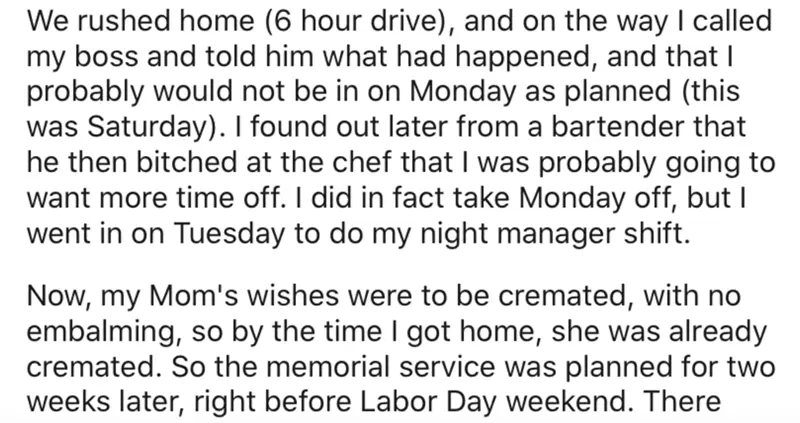 We rushed home (6 hour drive), and on the way I called
my boss and told him what had happened, and that I
probably would not be in on Monday as planned (this
was Saturday). I found out later from a bartender that
he then bitched at the chef that I was probably going to
want more time off. I did in fact take Monday off, but I
went in on Tuesday to do my night manager shift.
Now, my Mom's wishes were to be cremated, with no
embalming, so by the time I got home, she was already
cremated. So the memorial service was planned for two
weeks later, right before Labor Day weekend. There